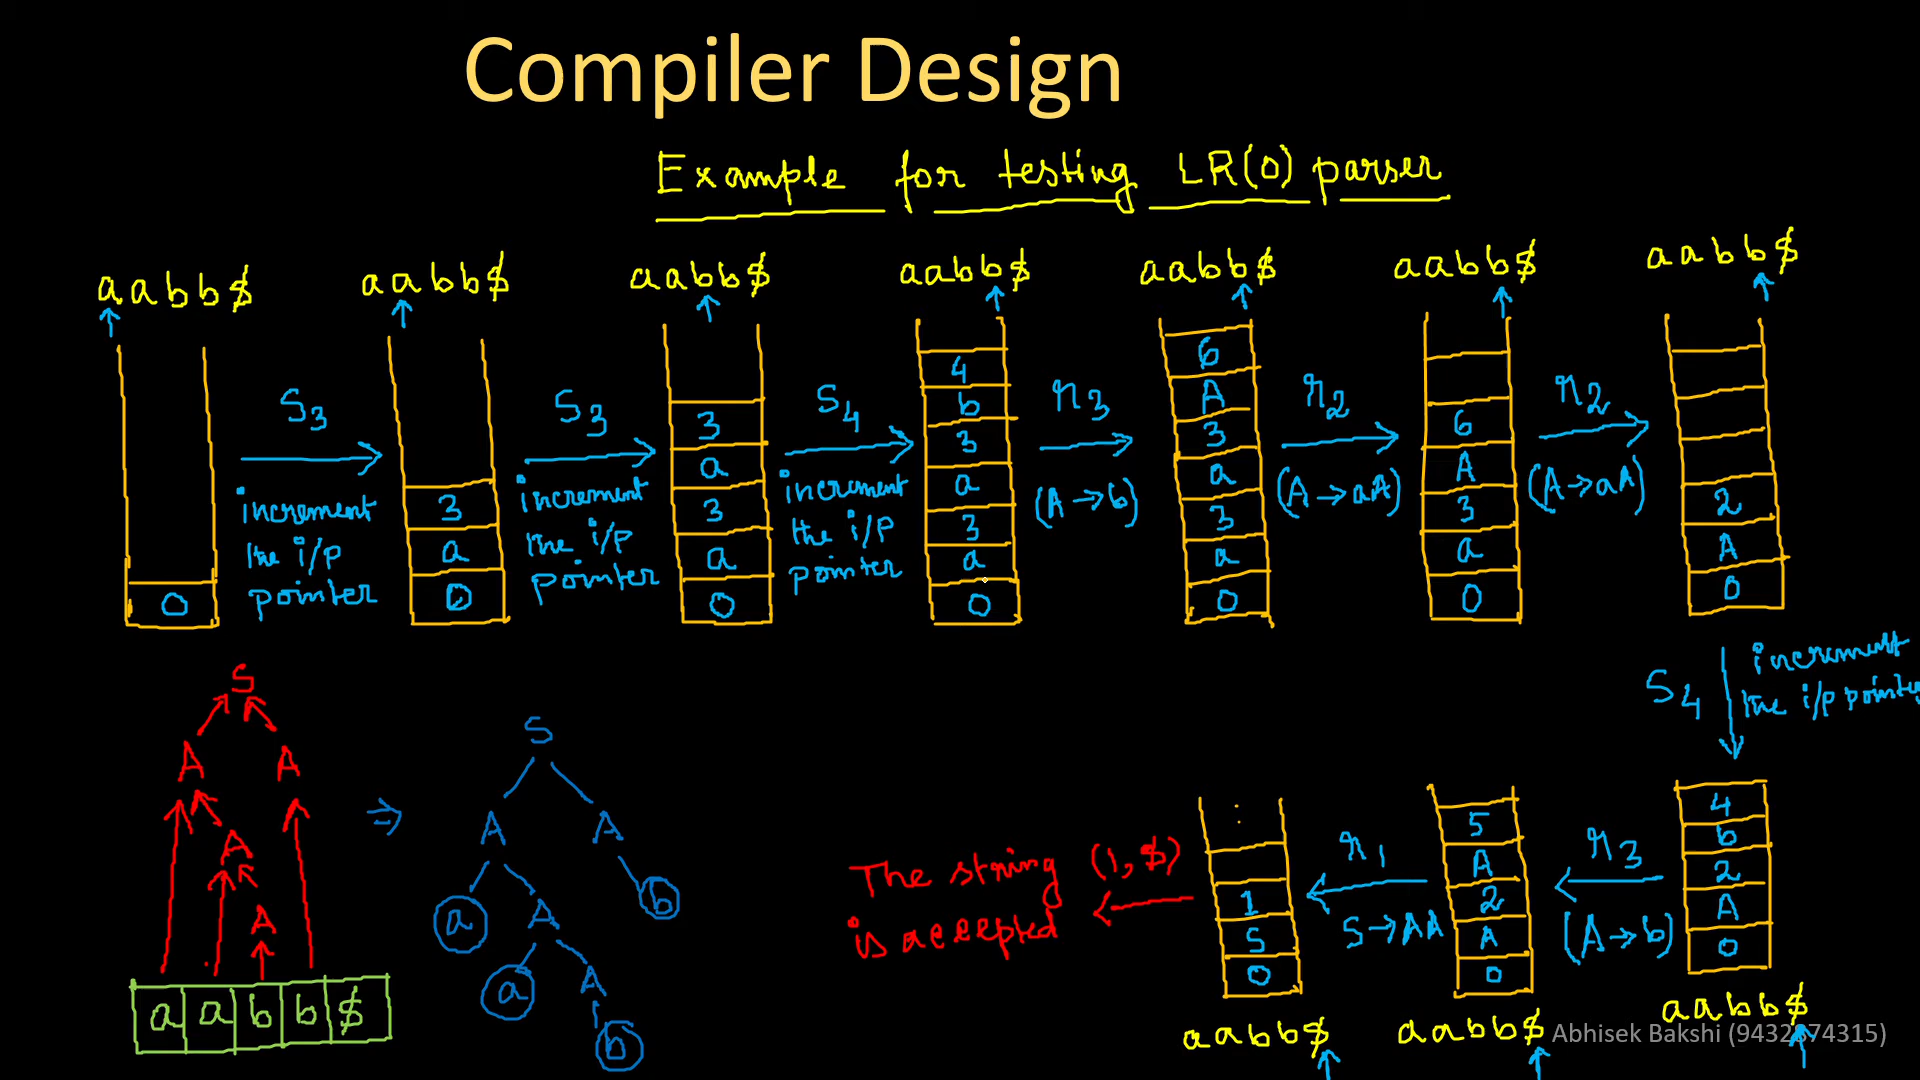 Compiler Design
Example for testing LR(0) parser
aabb$
aabb$
aabb$
aabb$
aabb$
aabb$
aabb$
0
S3
increment
the i/p
pointer
3
a
0
S3
increment
the i/p
pointer
3
a
3
a
0
S4
increment
the i/p
pointer
4
b
3
a
3
a
0
r3
(A→b)
6
A
3
a
3
a
0
r2
(A→aA)
6
A
3
a
0
r2
(A→aA)
2
A
0
S4
increment
the i/p pointer
4
b
2
A
0
aabb$
r3
(A→b)
5
A
2
A
0
aabb$
r1
S→AA
:
1
S
0
aabb$
(1,$)
The string
is accepted
S
A A
A
A
a a b b $
⇒
S
A A
a A b
a A
b
Abhisek Bakshi (9432874315)